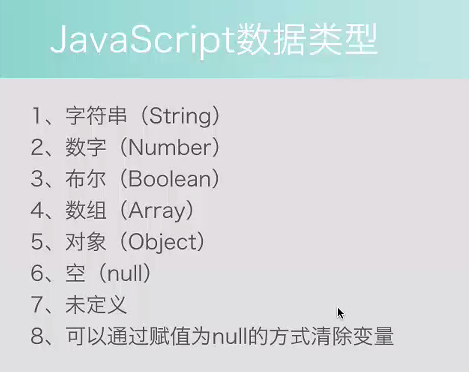 JavaScript数据类型
1、字符串（String）
2、数字（Number）
3、布尔（Boolean）
4、数组（Array）
5、对象（Object）
6、空（null）
7、未定义
8、可以通过赋值为null的方式清除变量